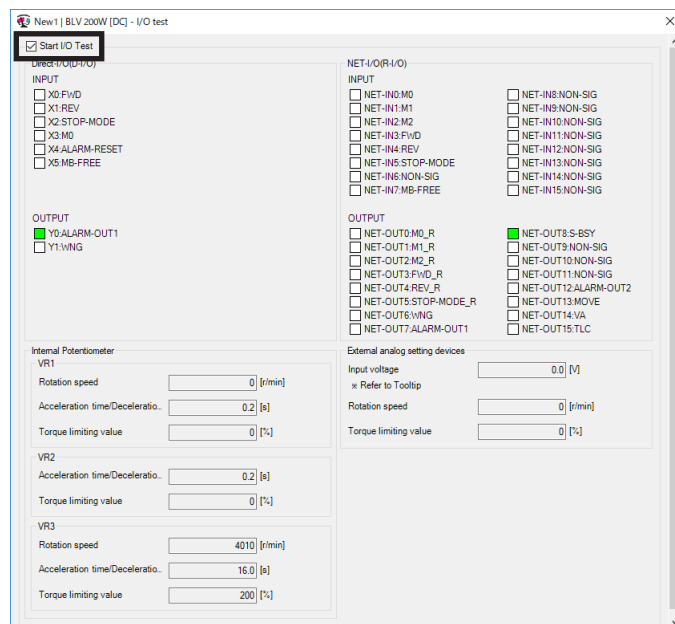 New1 | BLV 200W [DC] - I/O test
Start I/O Test
Direct-I/O(D-I/O)
INPUT
X0:FWD
X1:REV
X2:STOP-MODE
X3:M0
X4:ALARM-RESET
X5:MB-FREE
OUTPUT
Y0:ALARM-OUT1
Y1:WNG
NET-I/O(R-I/O)
INPUT
NET-IN0:M0
NET-IN1:M1
NET-IN2:M2
NET-IN3:FWD
NET-IN4:REV
NET-IN5:STOP-MODE
NET-IN6:NON-SIG
NET-IN7:MB-FREE
NET-IN8:NON-SIG
NET-IN9:NON-SIG
NET-IN10:NON-SIG
NET-IN11:NON-SIG
NET-IN12:NON-SIG
NET-IN13:NON-SIG
NET-IN14:NON-SIG
NET-IN15:NON-SIG
OUTPUT
NET-OUT0:M0_R
NET-OUT1:M1_R
NET-OUT2:M2_R
NET-OUT3:FWD_R
NET-OUT4:REV_R
NET-OUT5:STOP-MODE_R
NET-OUT6:WNG
NET-OUT7:ALARM-OUT1
NET-OUT8:S-BSY
NET-OUT9:NON-SIG
NET-OUT10:NON-SIG
NET-OUT11:NON-SIG
NET-OUT12:ALARM-OUT2
NET-OUT13:MOVE
NET-OUT14:VA
NET-OUT15:TLC
Internal Potentiometer
VR1
Rotation speed 0 [r/min]
Acceleration time/Deceleratio.. 0.2 [s]
Torque limiting value 0 [%]
VR2
Acceleration time/Deceleratio.. 0.2 [s]
Torque limiting value 0 [%]
VR3
Rotation speed 4010 [r/min]
Acceleration time/Deceleratio.. 16.0 [s]
Torque limiting value 200 [%]
External analog setting devices
Input voltage 0.0 [V]
※ Refer to Tooltip
Rotation speed 0 [r/min]
Torque limiting value 0 [%]